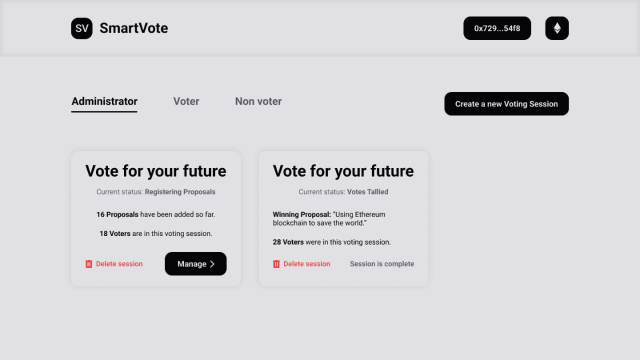 SV SmartVote
0x729...54f8
Administrator
Voter
Non voter
Create a new Voting Session
Vote for your future
Current status: Registering Proposals
16 Proposals have been added so far.
18 Voters are in this voting session.
Delete session
Manage
Vote for your future
Current status: Votes Tallied
Winning Proposal: "Using Ethereum
blockchain to save the world."
28 Voters were in this voting session.
Delete session
Session is complete